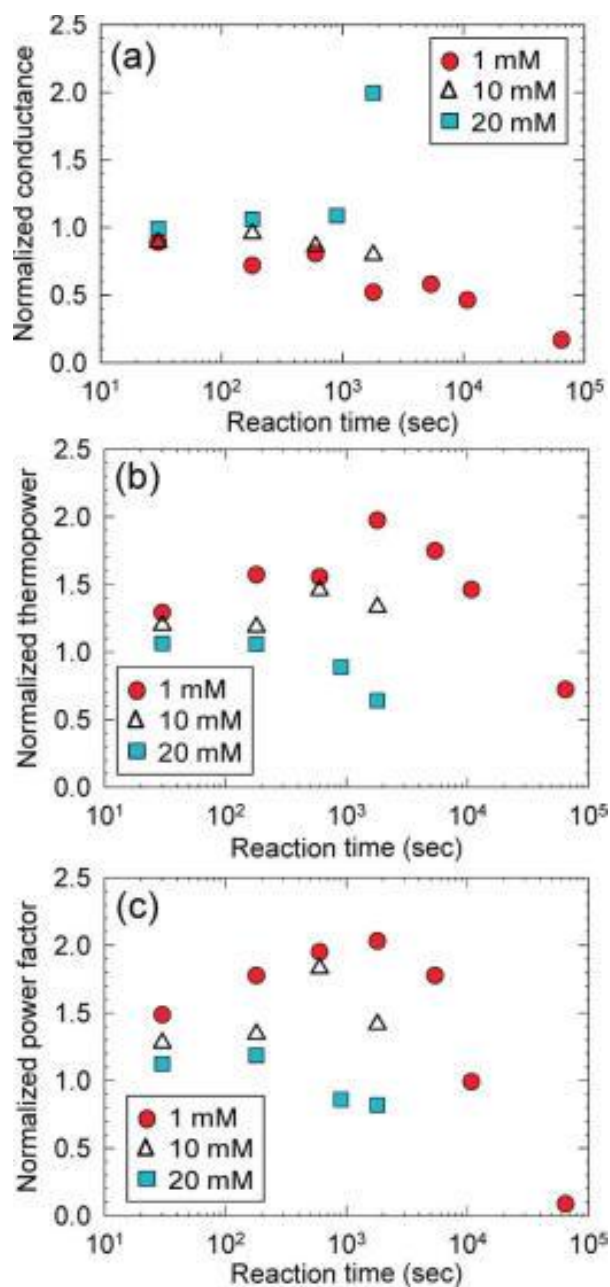 (a)
1 mM
10 mM
20 mM
Normalized conductance
2.5
2.0
1.5
1.0
0.5
0.0
10¹ 10² 10³ 10⁴ 10⁵
Reaction time (sec)
(b)
1 mM
10 mM
20 mM
Normalized thermopower
2.5
2.0
1.5
1.0
0.5
0.0
10¹ 10² 10³ 10⁴ 10⁵
Reaction time (sec)
(c)
1 mM
10 mM
20 mM
Normalized power factor
2.5
2.0
1.5
1.0
0.5
0.0
10¹ 10² 10³ 10⁴ 10⁵
Reaction time (sec)